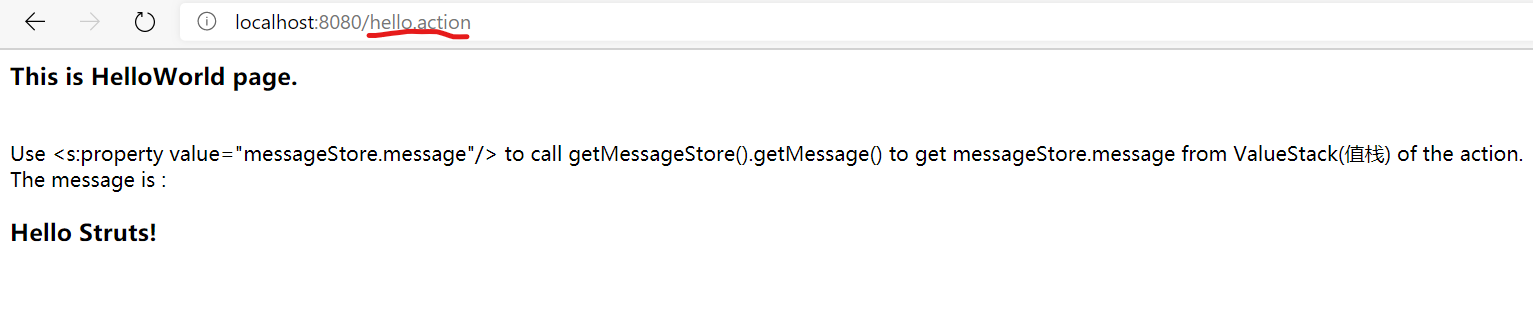 localhost:8080/hello.action
This is HelloWorld page.
Use <s:property value="messageStore.message"/> to call getMessageStore().getMessage() to get messageStore.message from ValueStack(值栈) of the action.
The message is :
Hello Struts!